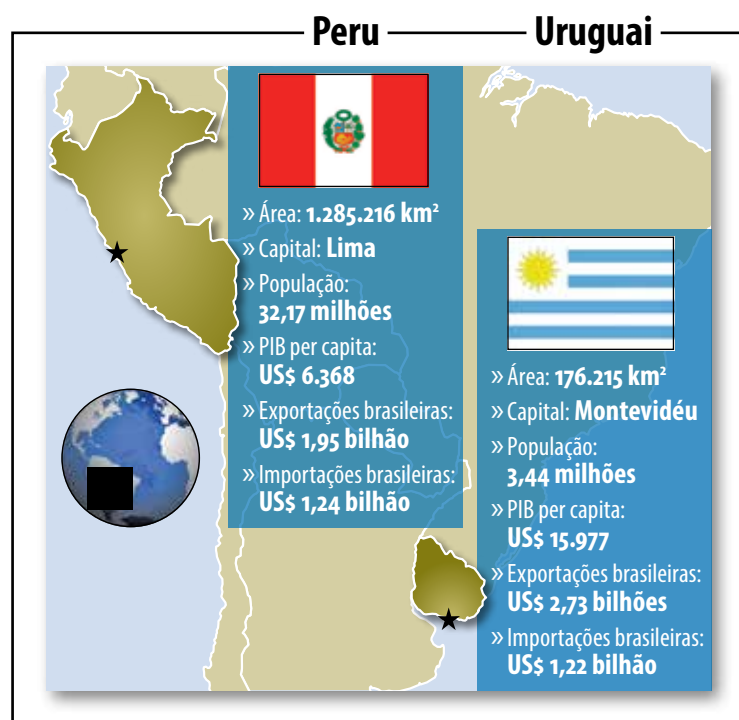 Peru
Uruguai
» Área: 1.285.216 km²
» Capital: Lima
» População:
32,17 milhões
» PIB per capita:
US$ 6.368
» Exportações brasileiras:
US$ 1,95 bilhão
» Importações brasileiras:
US$ 1,24 bilhão
» Área: 176.215 km²
» Capital: Montevidéu
» População:
3,44 milhões
» PIB per capita:
US$ 15.977
» Exportações brasileiras:
US$ 2,73 bilhões
» Importações brasileiras:
US$ 1,22 bilhão